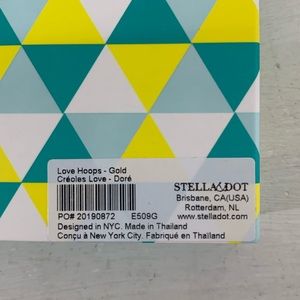 Love Hoops - Gold
Créoles Love - Doré
STELLA&DOT
Brisbane, CA(USA)
Rotterdam, NL
PO# 20190872 E509G
www.stelladot.com
Designed in NYC. Made in Thailand
Conçu à New York City. Fabriqué en Thaïland